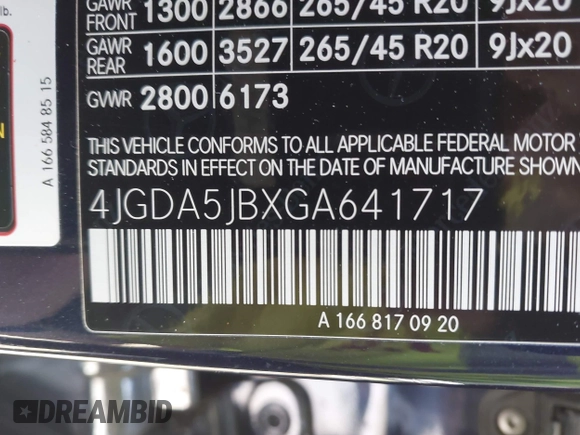 lb.
GAWR FRONT 1300 2866 265/45 R20 9Jx20
GAWR REAR 1600 3527 265/45 R20 9Jx20
GVWR 2800 6173
THIS VEHICLE CONFORMS TO ALL APPLICABLE FEDERAL MOTOR
STANDARDS IN EFFECT ON THE DATE OF MANUFACTURE SHOWN
4JGDA5JBXGA641717
A 166 817 09 20
A 166 584 85 15
DREAMBID